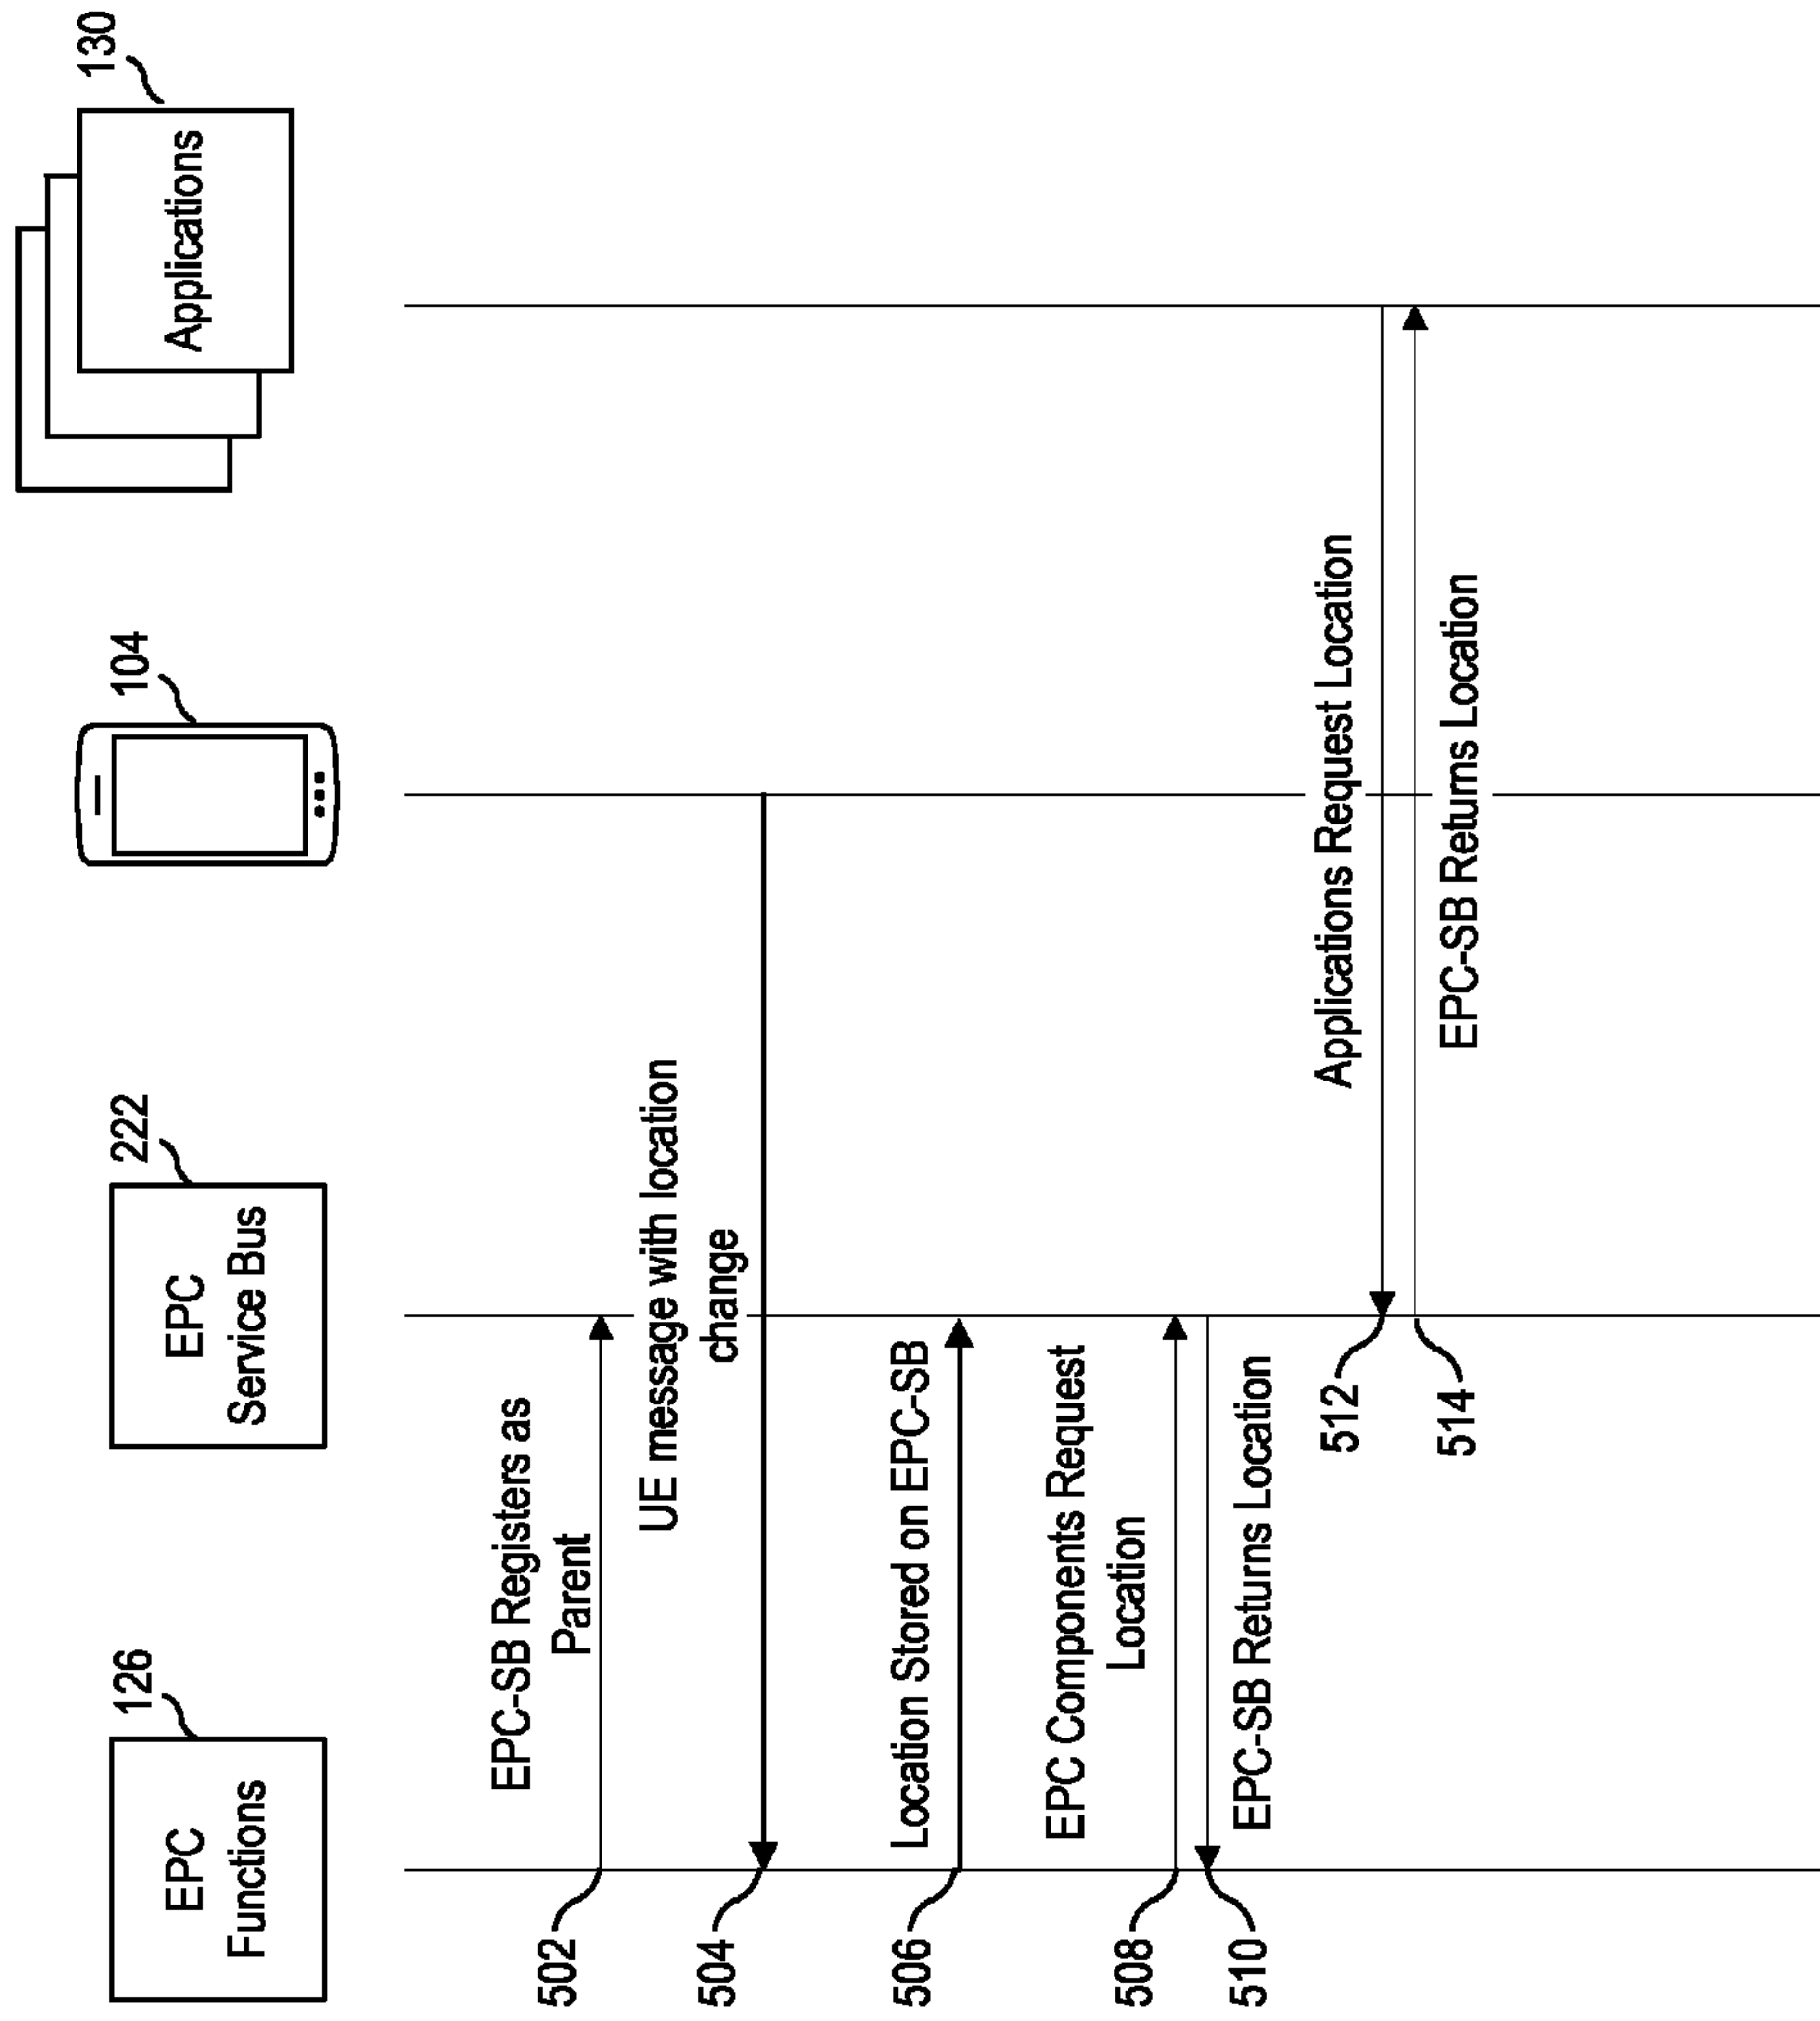 EPC
Functions
126
EPC
Service Bus
222
104
Applications
130
502
EPC-SB Registers as
Parent
504
UE message with location
change
506
Location Stored on EPC-SB
508
EPC Components Request
Location
510
EPC-SB Returns Location
512
Applications Request Location
514
EPC-SB Returns Location